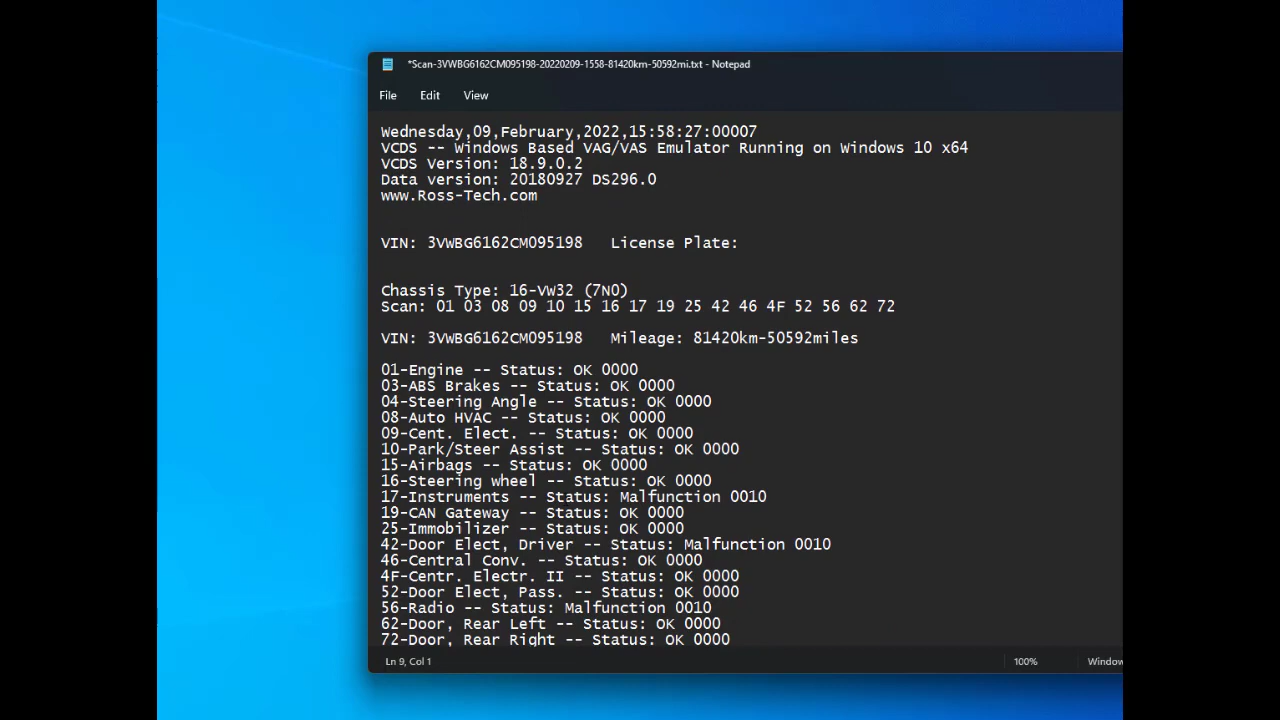 *Scan-3VWBG6162CM095198-20220209-1558-81420km-50592mi.txt - Notepad
File Edit View
Wednesday,09,February,2022,15:58:27:00007
VCDS -- Windows Based VAG/VAS Emulator Running on Windows 10 x64
VCDS Version: 18.9.0.2
Data version: 20180927 DS296.0
www.Ross-Tech.com
VIN: 3VWBG6162CM095198   License Plate:
Chassis Type: 16-VW32 (7N0)
Scan: 01 03 08 09 10 15 16 17 19 25 42 46 4F 52 56 62 72
VIN: 3VWBG6162CM095198   Mileage: 81420km-50592miles
01-Engine -- Status: OK 0000
03-ABS Brakes -- Status: OK 0000
04-Steering Angle -- Status: OK 0000
08-Auto HVAC -- Status: OK 0000
09-Cent. Elect. -- Status: OK 0000
10-Park/Steer Assist -- Status: OK 0000
15-Airbags -- Status: OK 0000
16-Steering wheel -- Status: OK 0000
17-Instruments -- Status: Malfunction 0010
19-CAN Gateway -- Status: OK 0000
25-Immobilizer -- Status: OK 0000
42-Door Elect, Driver -- Status: Malfunction 0010
46-Central Conv. -- Status: OK 0000
4F-Centr. Electr. II -- Status: OK 0000
52-Door Elect, Pass. -- Status: OK 0000
56-Radio -- Status: Malfunction 0010
62-Door, Rear Left -- Status: OK 0000
72-Door, Rear Right -- Status: OK 0000
Ln 9, Col 1 100% Window